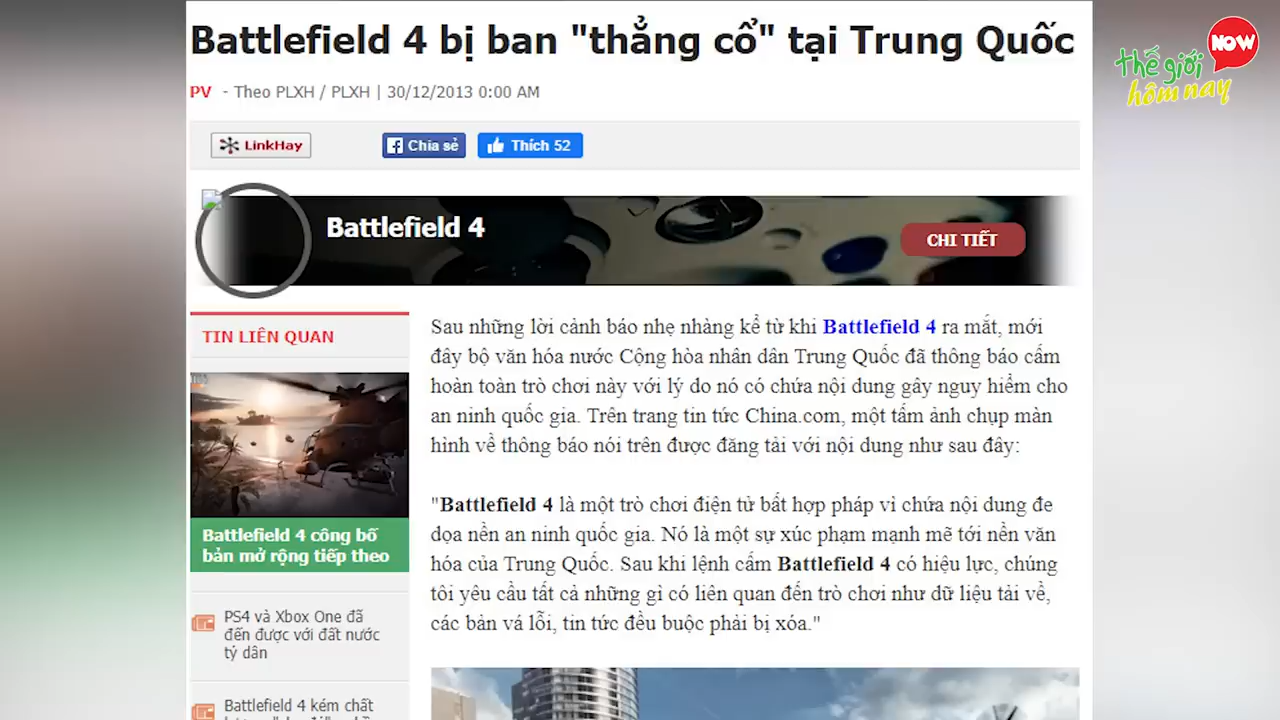 Battlefield 4 bị ban "thẳng cổ" tại Trung Quốc
thế giới
NOW
hôm nay
PV - Theo PLXH / PLXH | 30/12/2013 0:00 AM
LinkHay
Chia sẻ
Thích 52
Battlefield 4
CHI TIẾT
TIN LIÊN QUAN
Battlefield 4 công bố
bản mở rộng tiếp theo
PS4 và Xbox One đã
đến được với đất nước
tỷ dân
Battlefield 4 kém chất
Sau những lời cảnh báo nhẹ nhàng kể từ khi Battlefield 4 ra mắt, mới
đây bộ văn hóa nước Cộng hòa nhân dân Trung Quốc đã thông báo cấm
hoàn toàn trò chơi này với lý do nó có chứa nội dung gây nguy hiểm cho
an ninh quốc gia. Trên trang tin tức China.com, một tấm ảnh chụp màn
hình về thông báo nói trên được đăng tải với nội dung như sau đây:
"Battlefield 4 là một trò chơi điện tử bất hợp pháp vì chứa nội dung đe
dọa nền an ninh quốc gia. Nó là một sự xúc phạm mạnh mẽ tới nền văn
hóa của Trung Quốc. Sau khi lệnh cấm Battlefield 4 có hiệu lực, chúng
tôi yêu cầu tất cả những gì có liên quan đến trò chơi như dữ liệu tải về,
các bản vá lỗi, tin tức đều buộc phải bị xóa."